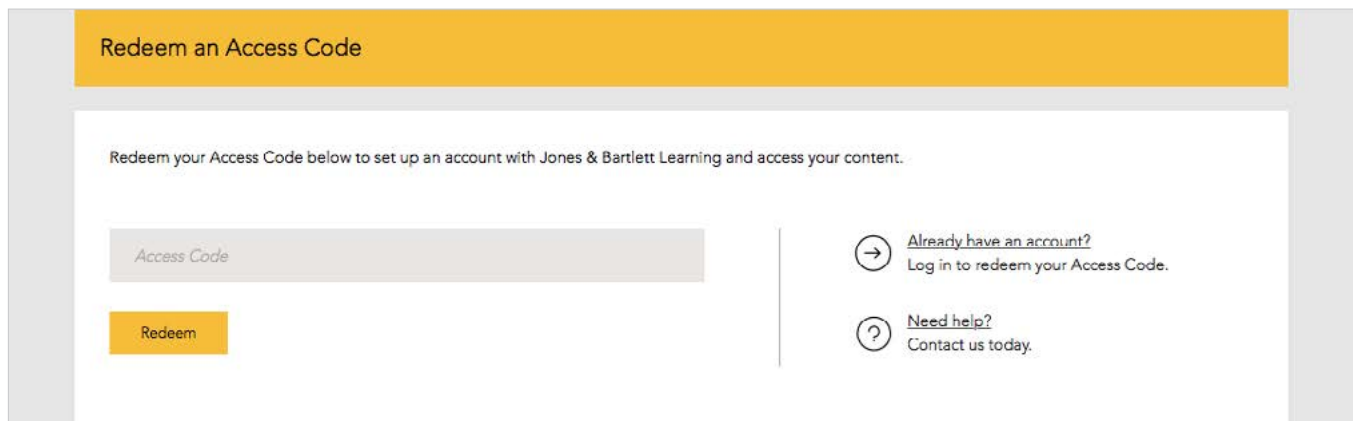 Redeem an Access Code
Redeem your Access Code below to set up an account with Jones & Bartlett Learning and access your content.
Access Code
Redeem
Already have an account?
Log in to redeem your Access Code.
Need help?
Contact us today.